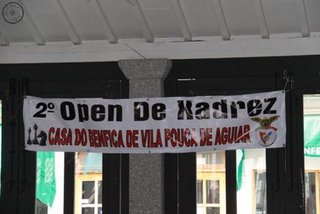 2º Open De Xadrez
CASA DO BENFICA DE VILA POUCA DE AGUIAR